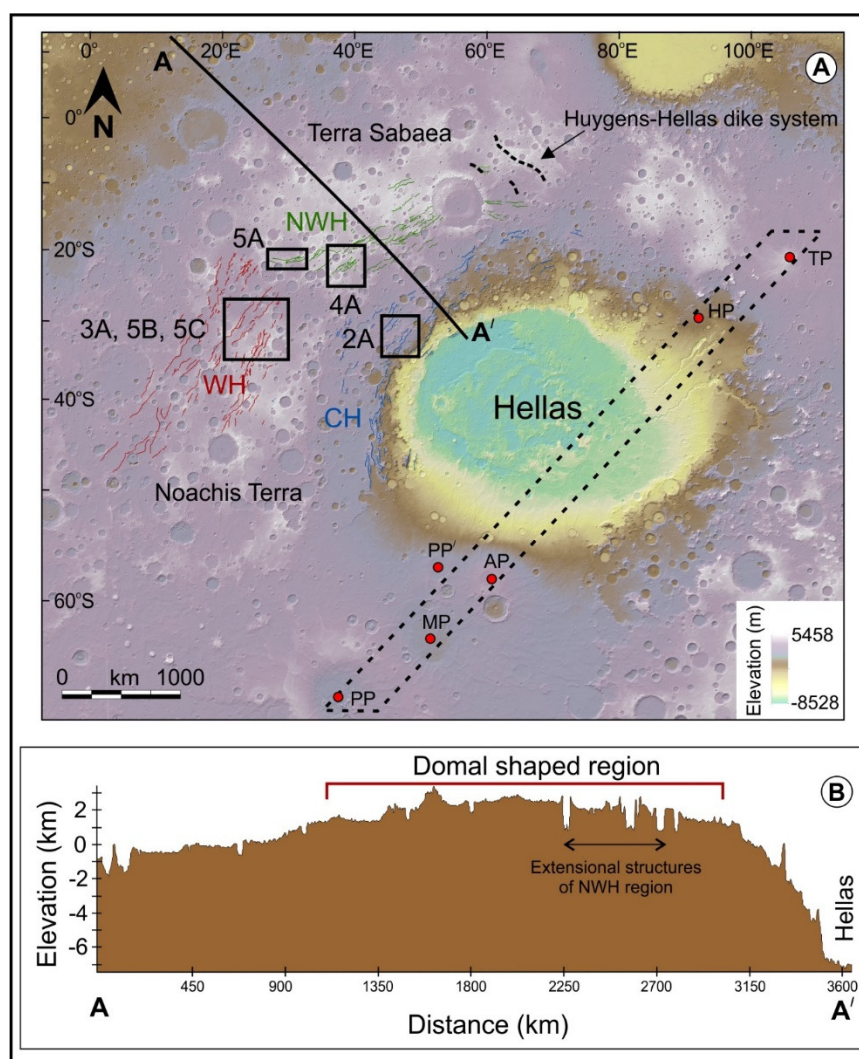 0° 20°E 40°E 60°E 80°E 100°E
A
A
N
0°
Terra Sabaea
Huygens-Hellas dike system
NWH
20°S
5A
TP
HP
4A
3A, 5B, 5C
2A
A′
WH
CH
40°S
Hellas
Noachis Terra
PP′
AP
60°S
MP
PP
0 km 1000
Elevation (m)
5458
-8528
Domal shaped region
B
Elevation (km)
2
0
-2
-4
-6
Extensional structures
of NWH region
Hellas
450 900 1350 1800 2250 2700 3150 3600
A A′
Distance (km)